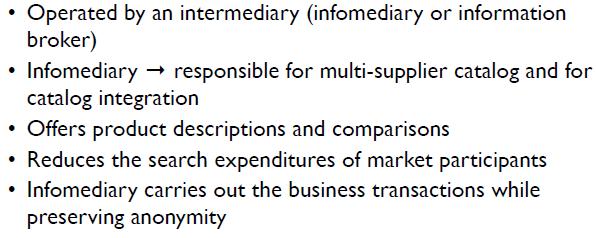 • Operated by an intermediary (infomediary or information
broker)
• Infomediary → responsible for multi-supplier catalog and for
catalog integration
• Offers product descriptions and comparisons
• Reduces the search expenditures of market participants
• Infomediary carries out the business transactions while
preserving anonymity